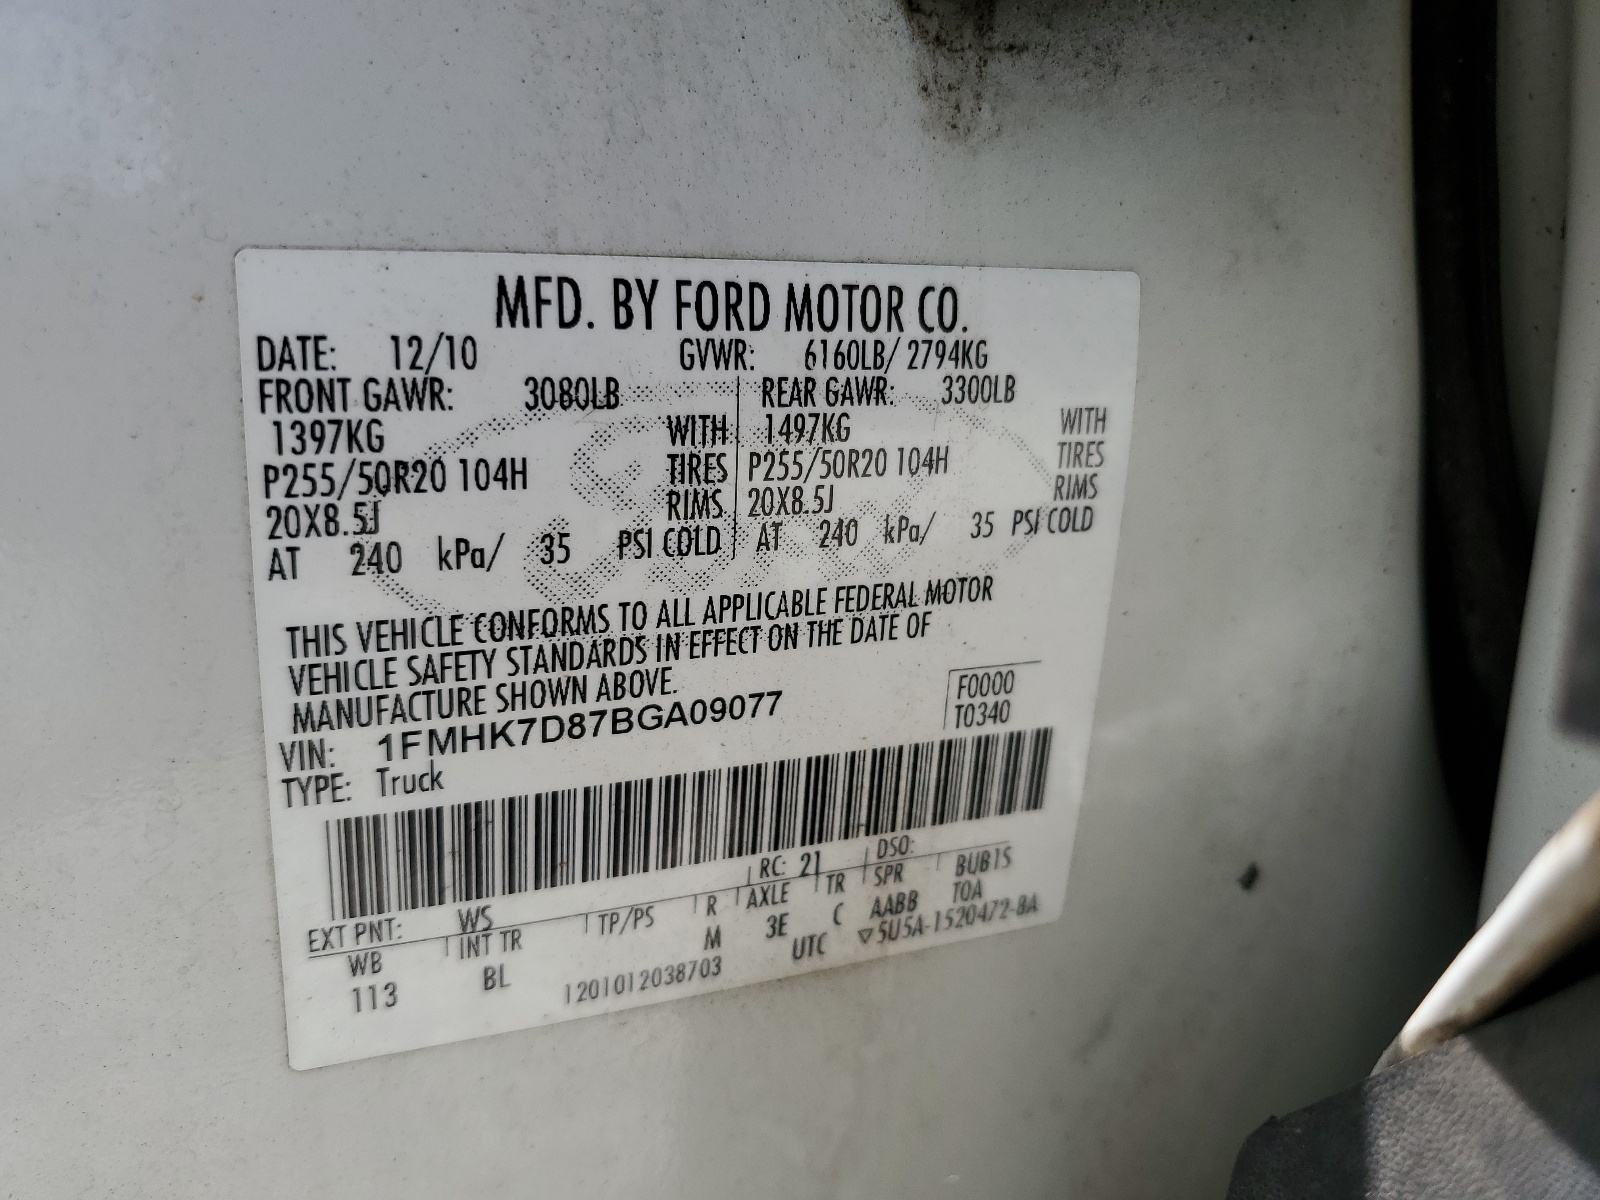 MFD. BY FORD MOTOR CO.
DATE: 12/10 GVWR: 6160LB/ 2794KG
FRONT GAWR: 3080LB REAR GAWR: 3300LB
1397KG WITH 1497KG WITH
P255/50R20 104H TIRES P255/50R20 104H TIRES
20X8.5J RIMS 20X8.5J RIMS
AT 240 kPa/ 35 PSI COLD AT 240 kPa/ 35 PSI COLD
THIS VEHICLE CONFORMS TO ALL APPLICABLE FEDERAL MOTOR
VEHICLE SAFETY STANDARDS IN EFFECT ON THE DATE OF
MANUFACTURE SHOWN ABOVE.
F0000
VIN: 1FMHK7D87BGA09077 T0340
TYPE: Truck
EXT PNT: WS RC: 21 DSO:
WB INT TR TP/PS R AXLE TR SPR BUB1S
113 BL M 3E C AABB TOA
1201012038703 UTC ▽5U5A-1520472-BA